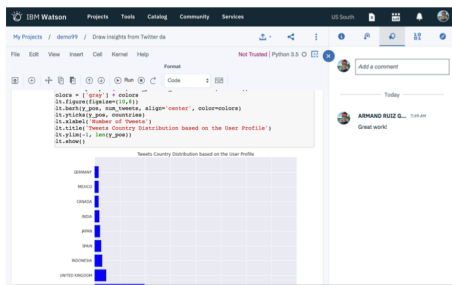 IBM Watson Projects Tools Catalog Community Services US South
My Projects / demo99 / Draw Insights from Twitter da
File Edit View Insert Cell Kernel Help Not Trusted | Python 3.5
Format
Run Code
colors = ['gray'] * colors
lt.figure(figsize=(10,8))
lt.barh(y_pos, num_tweets, align='center', color=colors)
lt.yticks(y_pos, countries)
lt.xlabel('Number of Tweets')
lt.title('Tweets Country Distribution based on the User Profile')
lt.ylim(-1, len(y_pos))
lt.show()
Tweets Country Distribution based on the User Profile
GERMANY
MEXICO
CANADA
INDIA
JAPAN
SPAIN
INDONESIA
UNITED KINGDOM
Add a comment
Today
ARMAND RUIZ G... 7:49 AM
Great work!